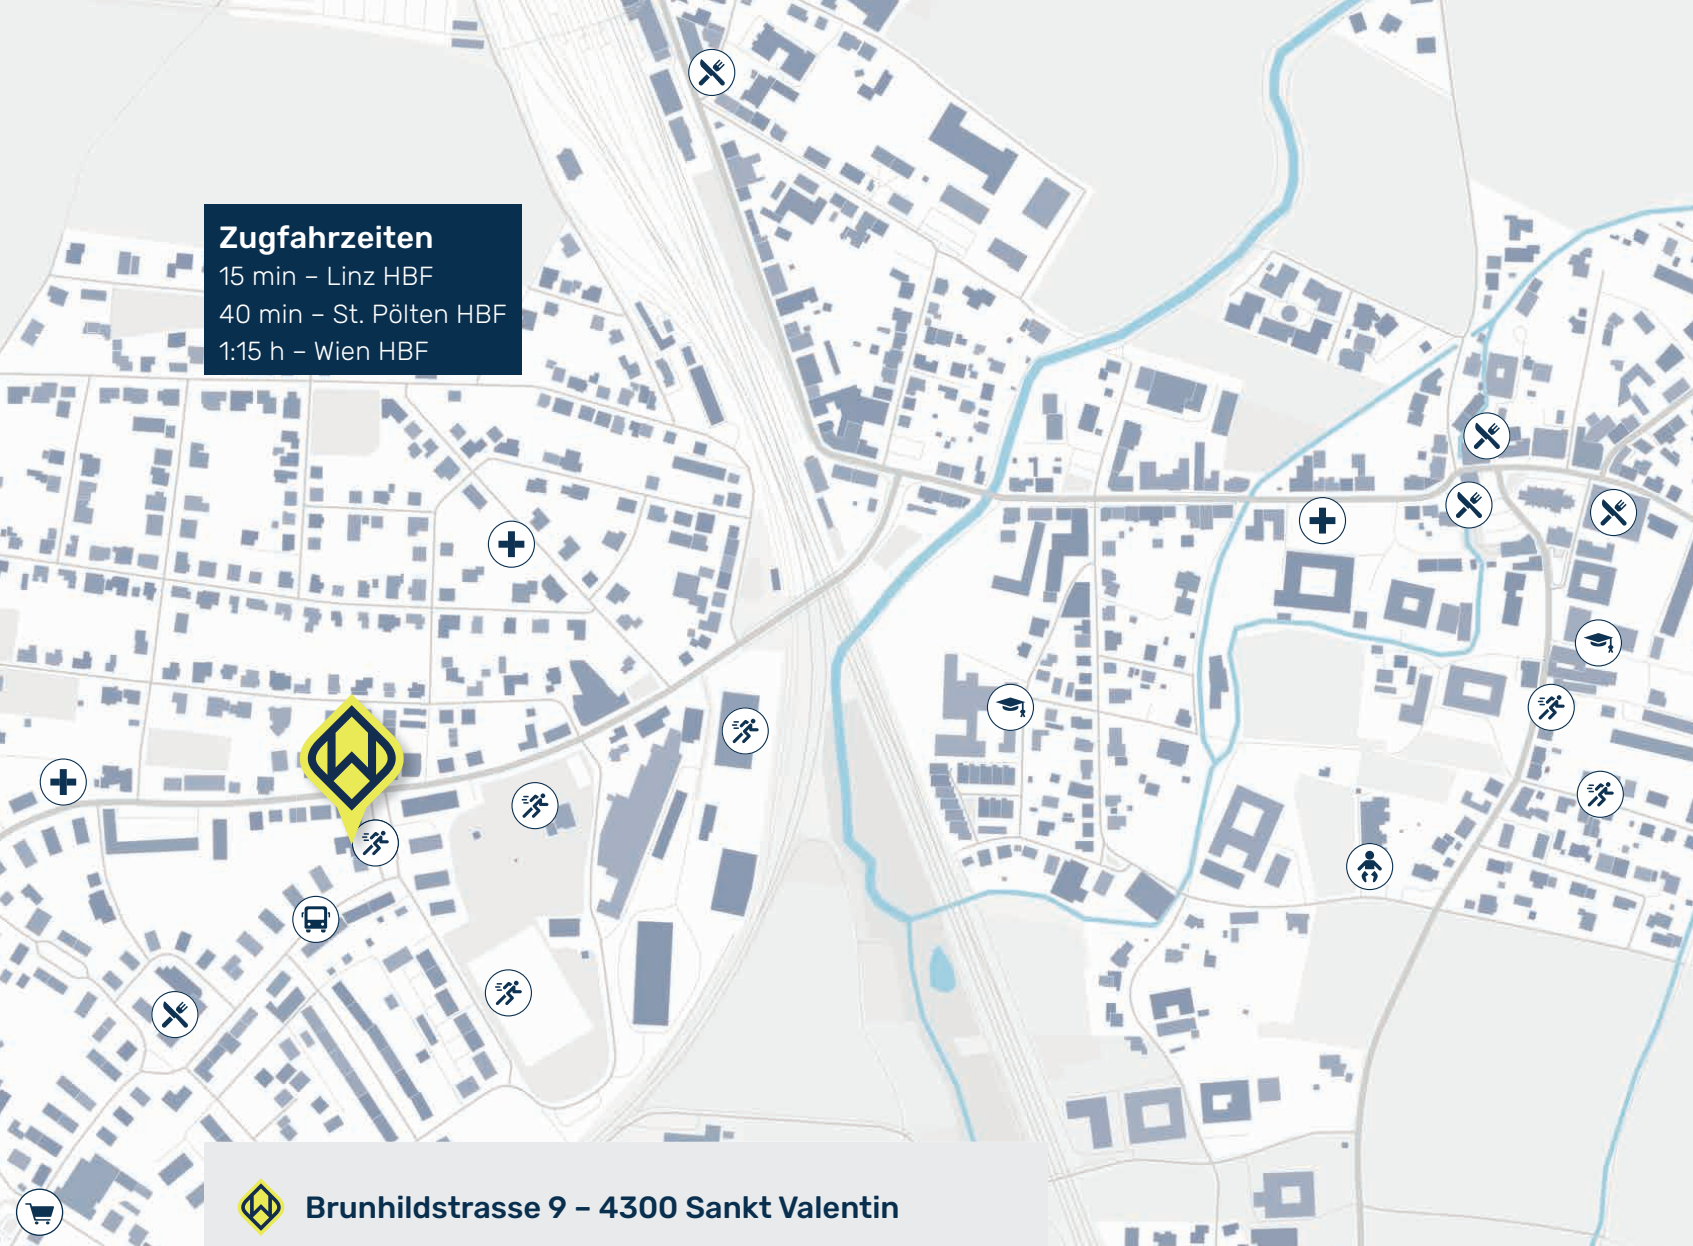 Zugfahrzeiten
15 min – Linz HBF
40 min – St. Pölten HBF
1:15 h – Wien HBF
Brunhildstrasse 9 – 4300 Sankt Valentin